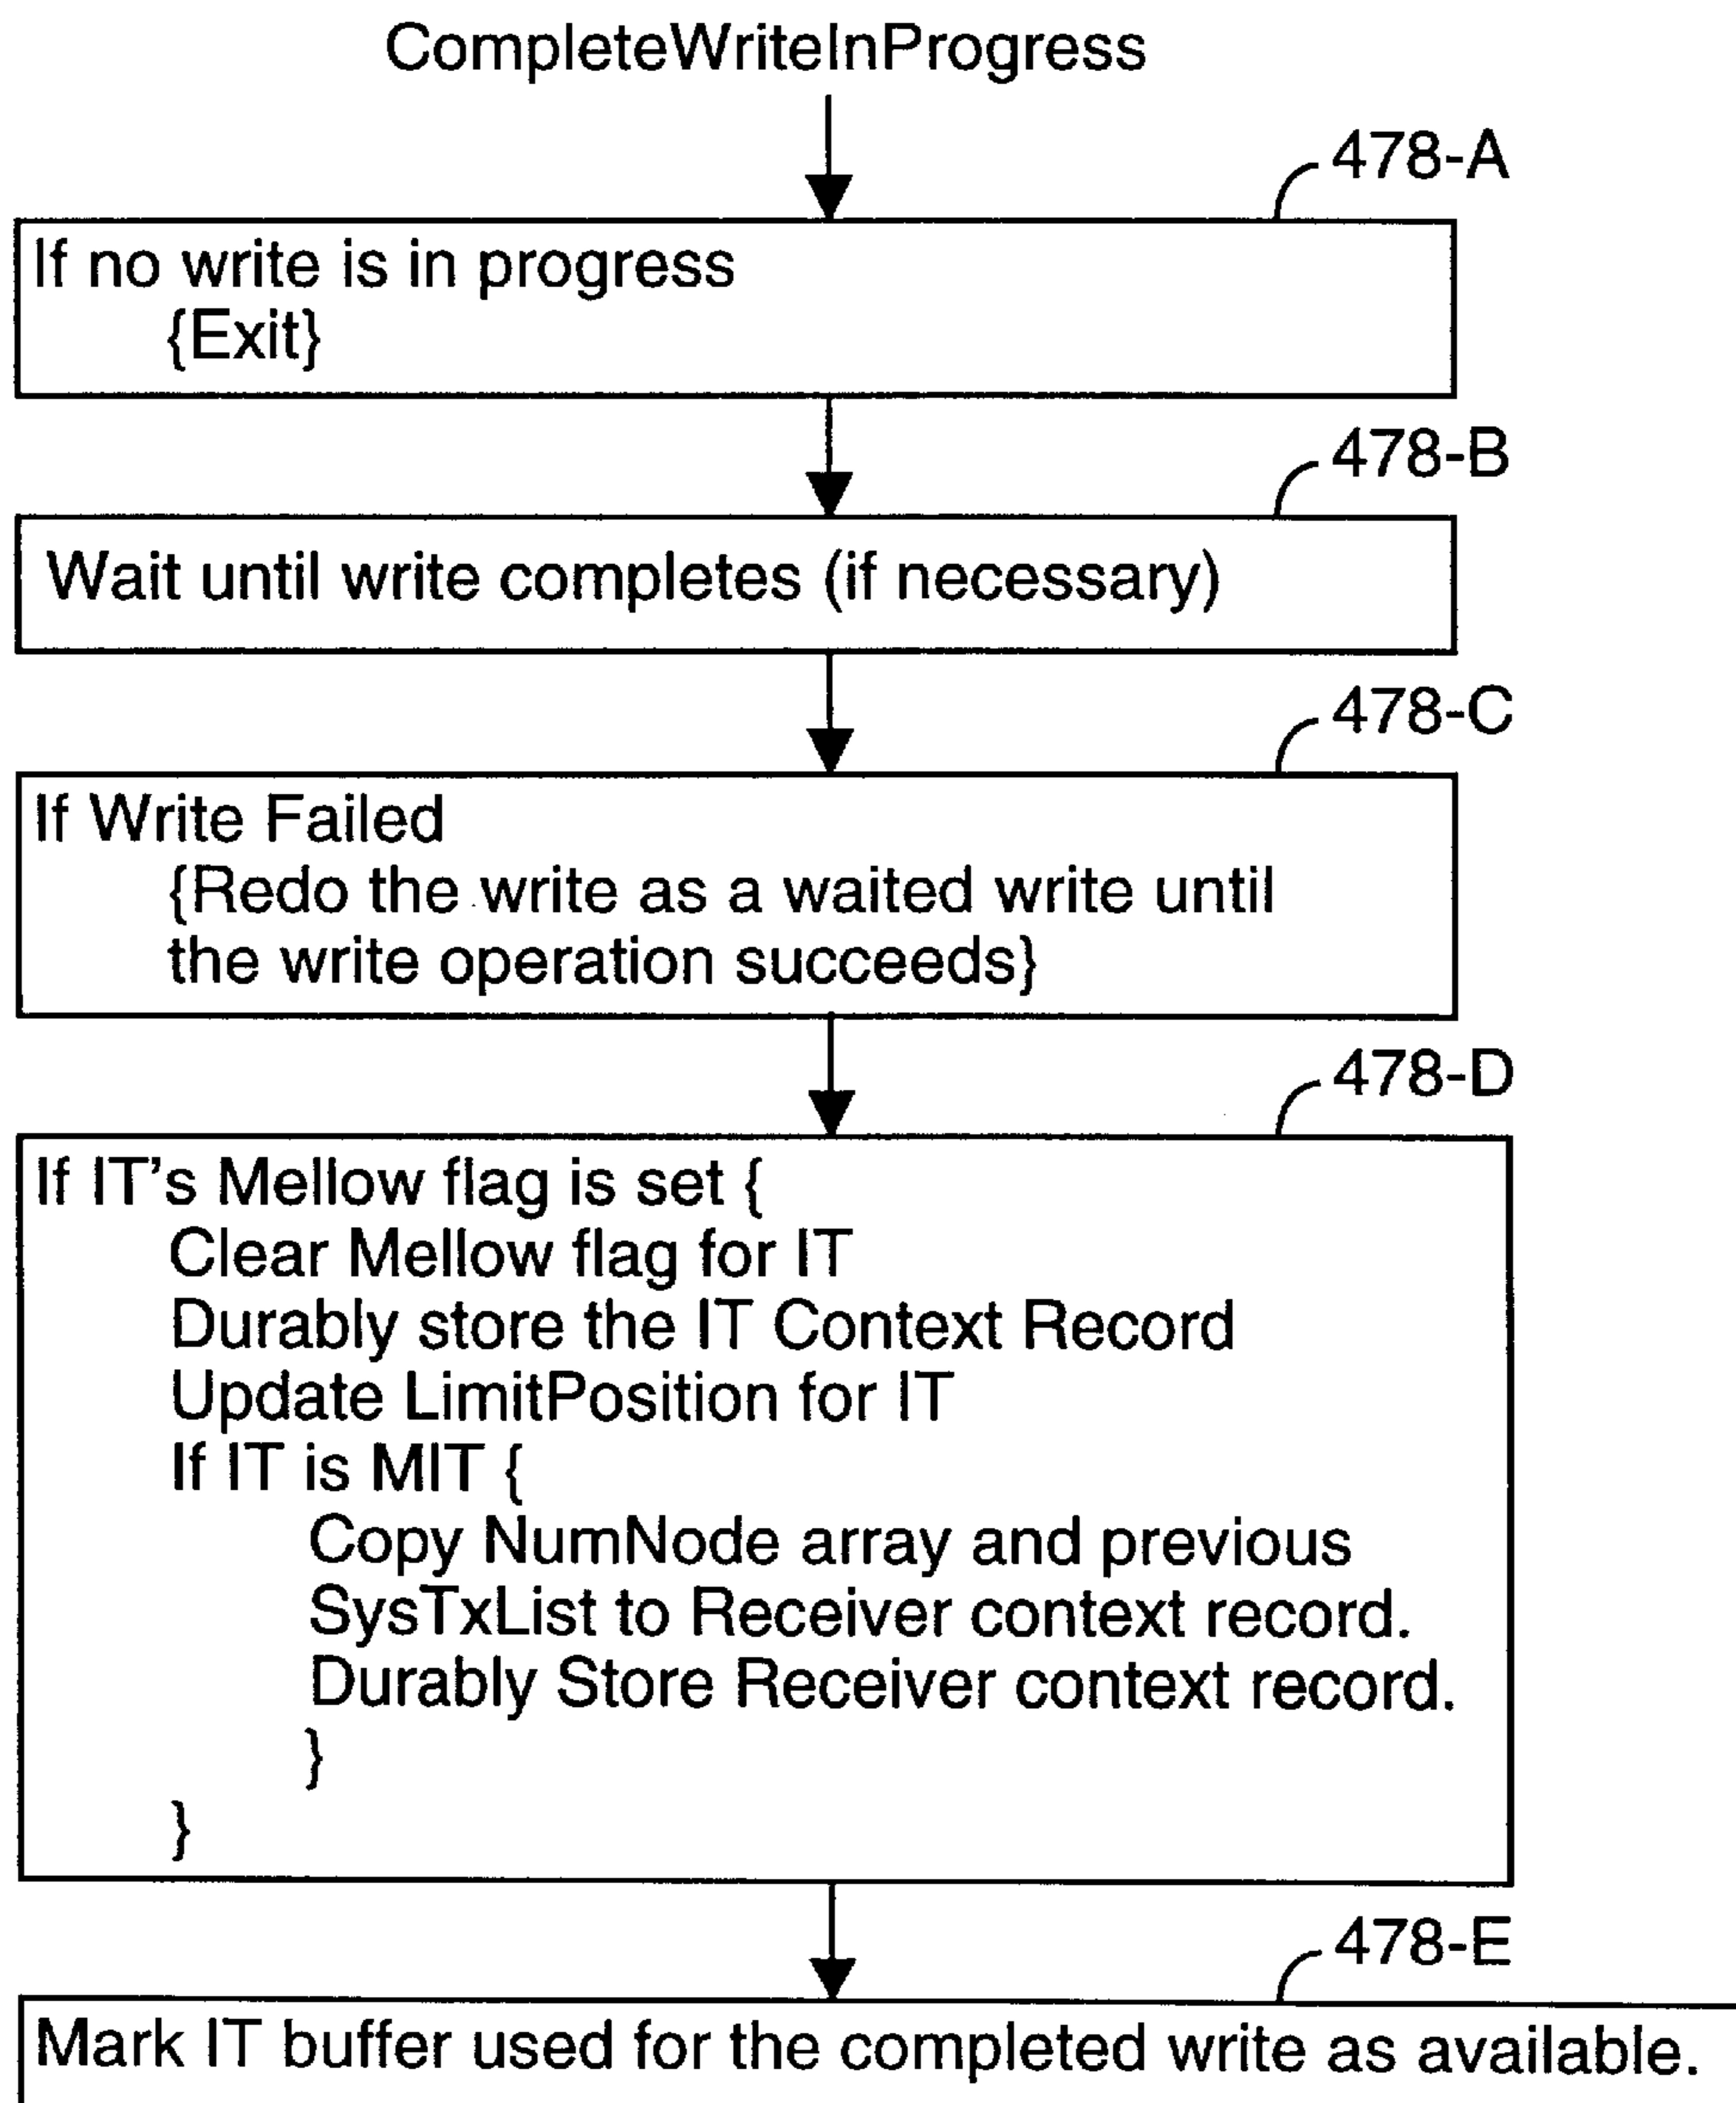 CompleteWriteInProgress
478-A
If no write is in progress
{Exit}
478-B
Wait until write completes (if necessary)
478-C
If Write Failed
{Redo the write as a waited write until
the write operation succeeds}
478-D
If IT's Mellow flag is set {
Clear Mellow flag for IT
Durably store the IT Context Record
Update LimitPosition for IT
If IT is MIT {
Copy NumNode array and previous
SysTxList to Receiver context record.
Durably Store Receiver context record.
}
}
478-E
Mark IT buffer used for the completed write as available.